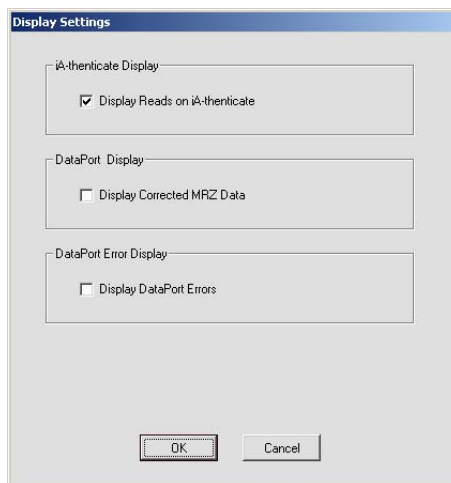 Display Settings
iA-thenticate Display
Display Reads on iA-thenticate
DataPort Display
Display Corrected MRZ Data
DataPort Error Display
Display DataPort Errors
OK Cancel